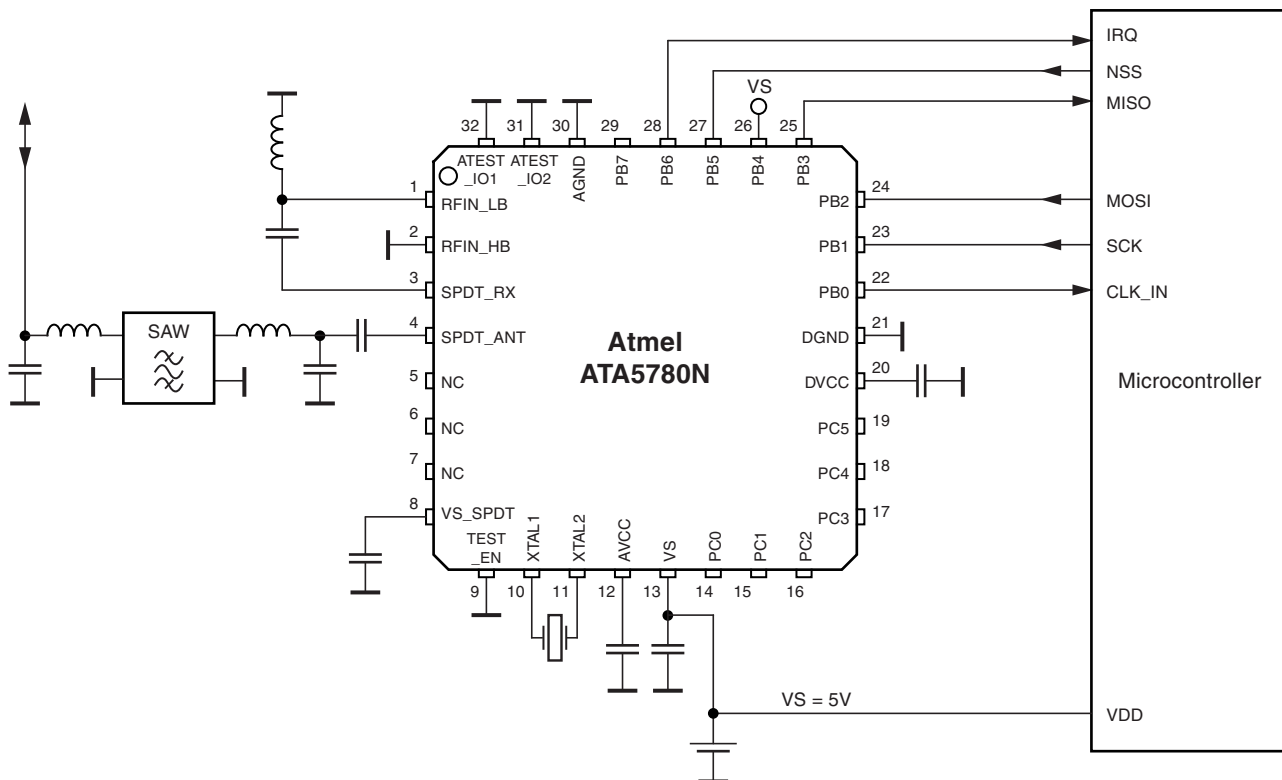 IRQ
NSS
VS
MISO
32 31 30 29 28 27 26 25
ATEST
_IO1
ATEST
_IO2
AGND
PB7
PB6
PB5
PB4
PB3
1
RFIN_LB
2
RFIN_HB
3
SPDT_RX
4
SPDT_ANT
5
NC
6
NC
7
NC
8
VS_SPDT
SAW
Atmel
ATA5780N
PB2
24
MOSI
PB1
23
SCK
PB0
22
CLK_IN
DGND
21
DVCC
20
Microcontroller
PC5
19
PC4
18
PC3
17
TEST
_EN
XTAL1
XTAL2
AVCC
VS
PC0
PC1
PC2
9 10 11 12 13 14 15 16
VS = 5V
VDD